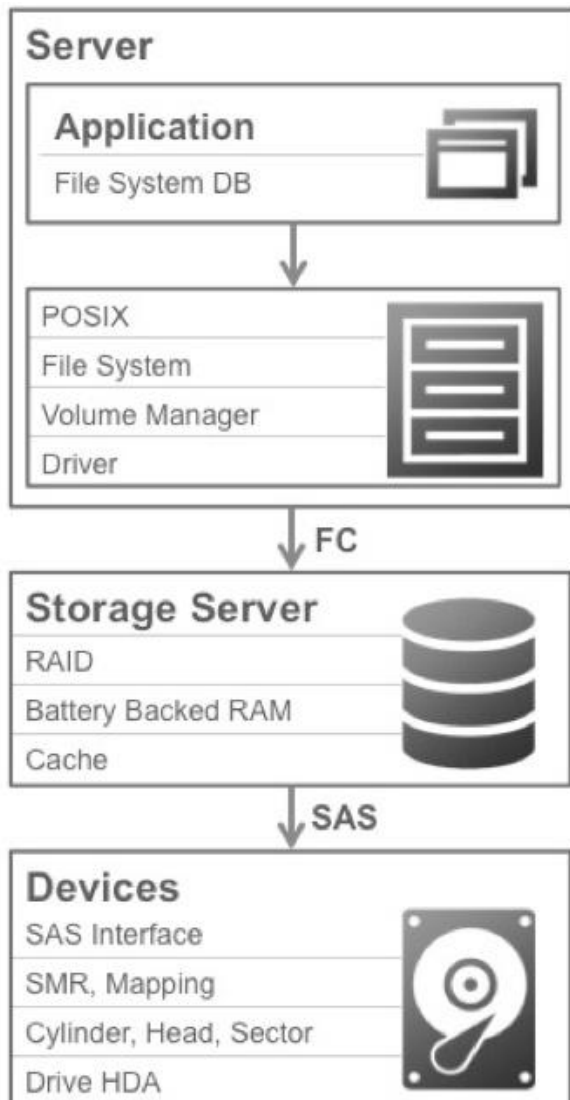 Server
Application
File System DB
POSIX
File System
Volume Manager
Driver
FC
Storage Server
RAID
Battery Backed RAM
Cache
SAS
Devices
SAS Interface
SMR, Mapping
Cylinder, Head, Sector
Drive HDA